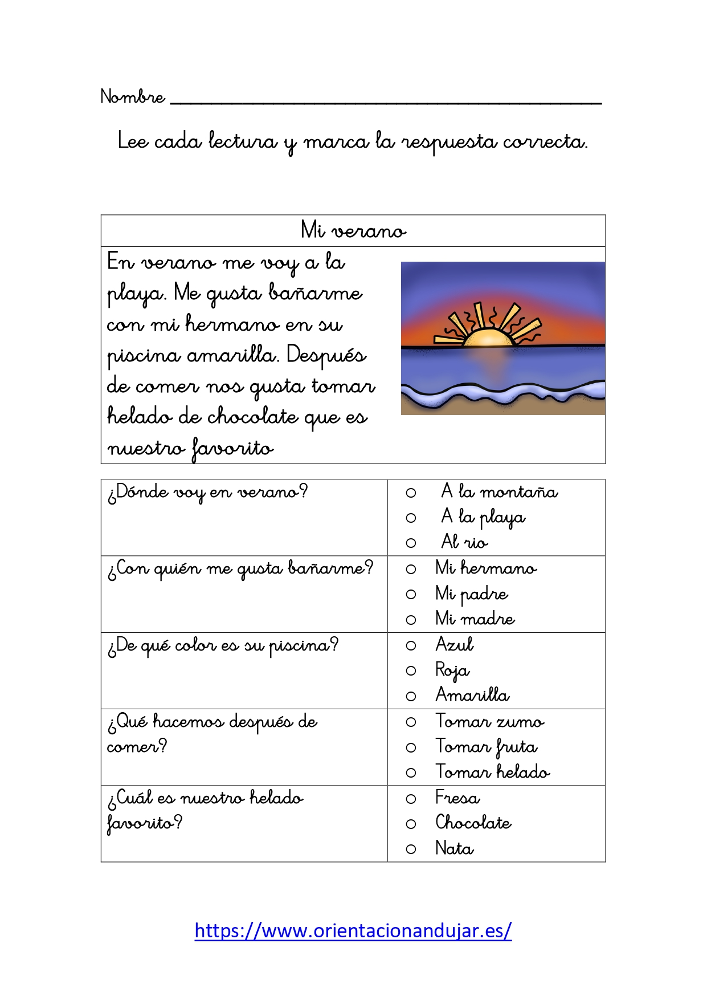 Nombre ____________________________________________
Lee cada lectura y marca la respuesta correcta.
Mi verano
En verano me voy a la
playa. Me gusta bañarme
con mi hermano en su
piscina amarilla. Después
de comer nos gusta tomar
helado de chocolate que es
nuestro favorito
¿Dónde voy en verano?
○ A la montaña
○ A la playa
○ Al rio
¿Con quién me gusta bañarme?
○ Mi hermano
○ Mi padre
○ Mi madre
¿De qué color es su piscina?
○ Azul
○ Roja
○ Amarilla
¿Qué hacemos después de
comer?
○ Tomar zumo
○ Tomar fruta
○ Tomar helado
¿Cuál es nuestro helado
favorito?
○ Fresa
○ Chocolate
○ Nata
https://www.orientacionandujar.es/